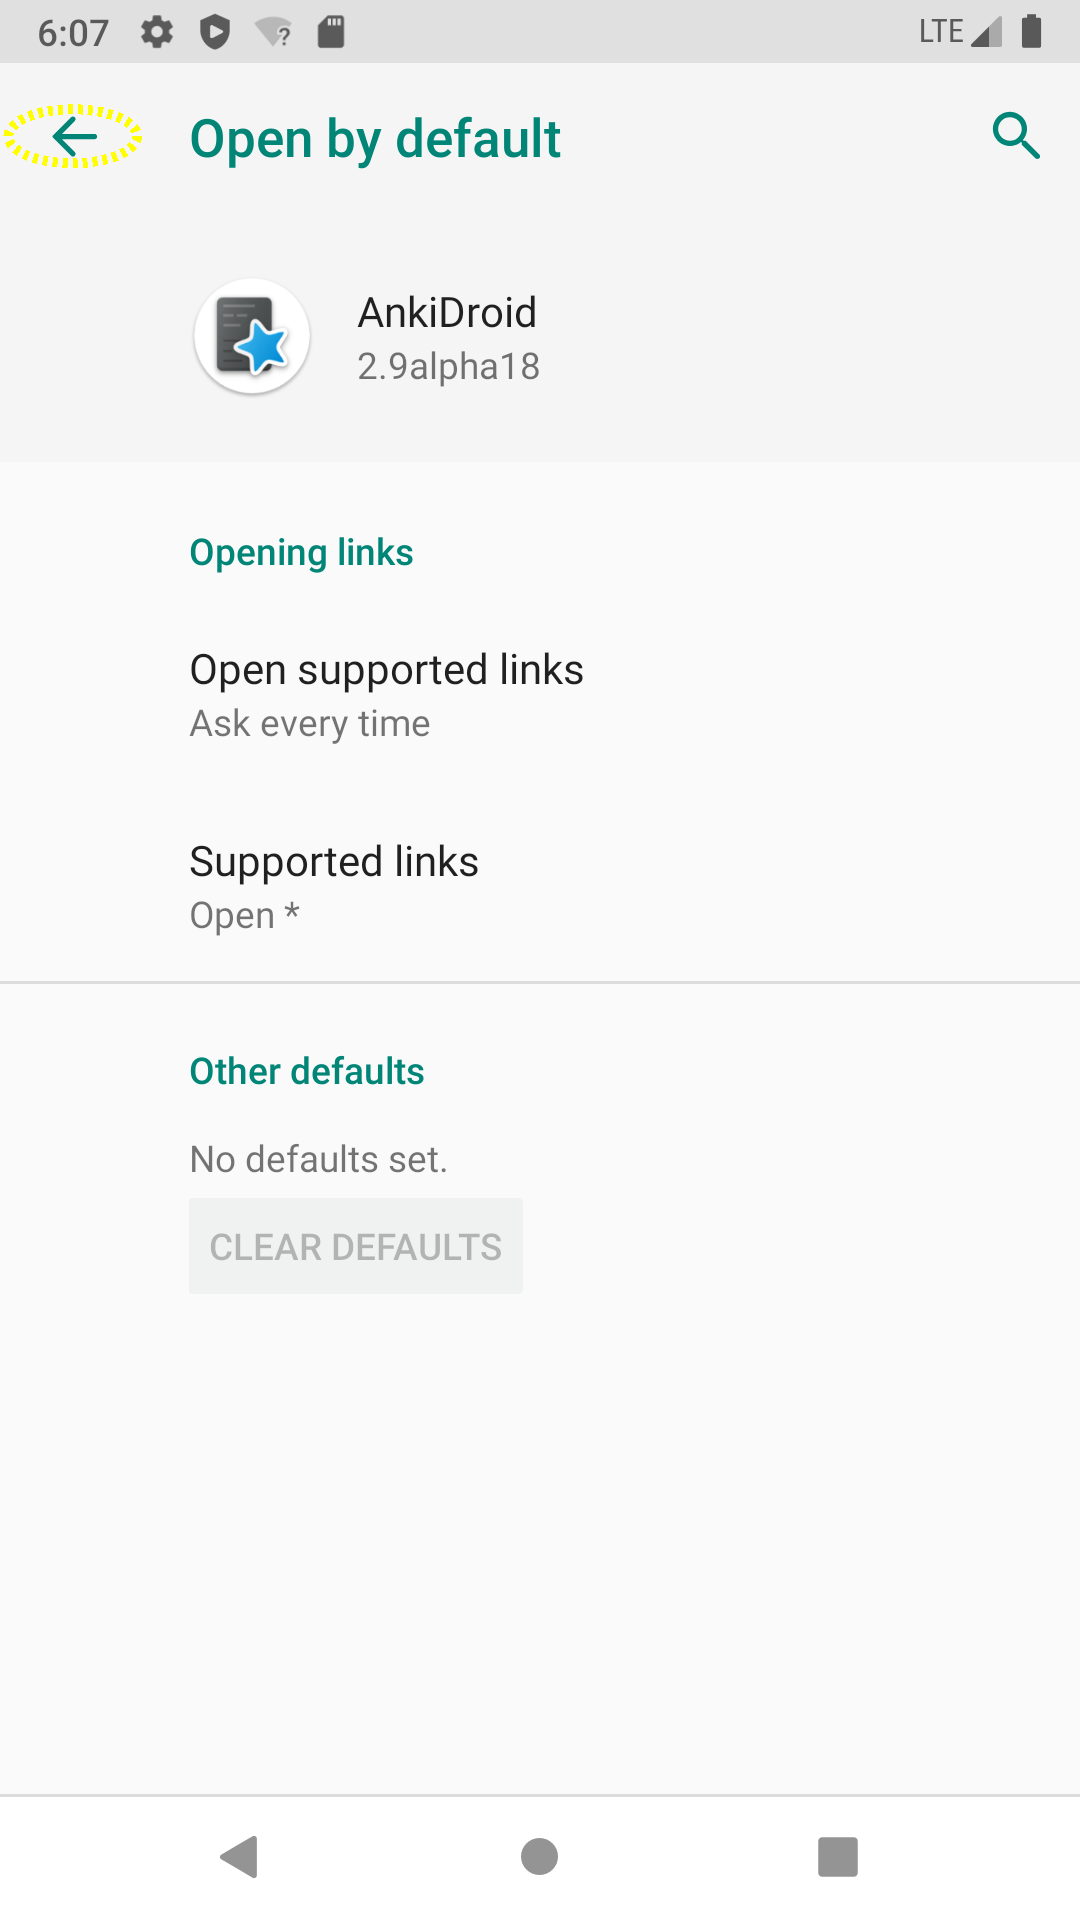 6:07
LTE
Open by default
AnkiDroid
2.9alpha18
Opening links
Open supported links
Ask every time
Supported links
Open *
Other defaults
No defaults set.
CLEAR DEFAULTS